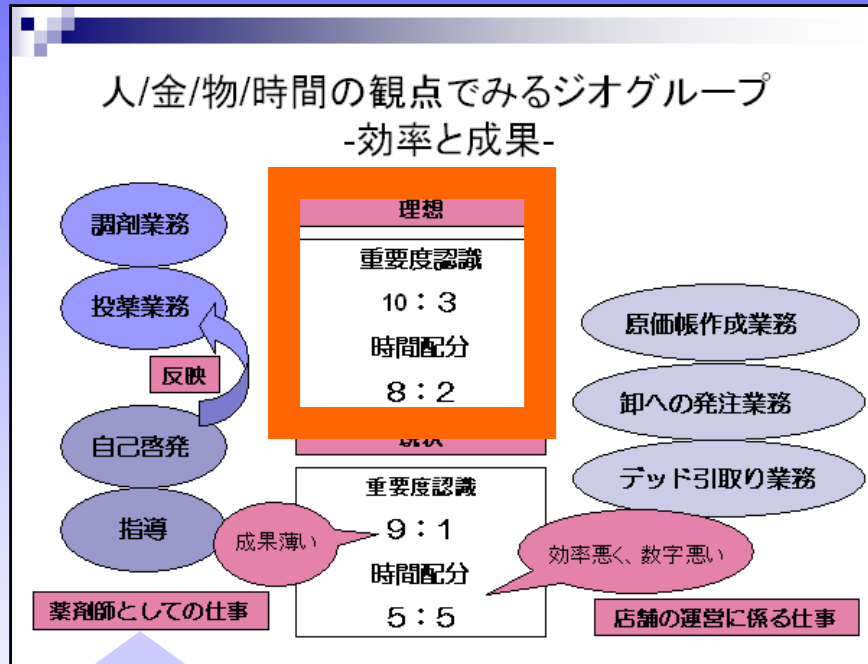 人/金/物/時間の観点でみるジオグループ
-効率と成果-
調剤業務
投薬業務
反映
自己啓発
指導
薬剤師としての仕事
理想
重要度認識
10：3
時間配分
8：2
重要度認識
9：1
時間配分
5：5
成果薄い
効率悪く、数字悪い
原価帳作成業務
卸への発注業務
デッド引取り業務
店舗の運営に係る仕事